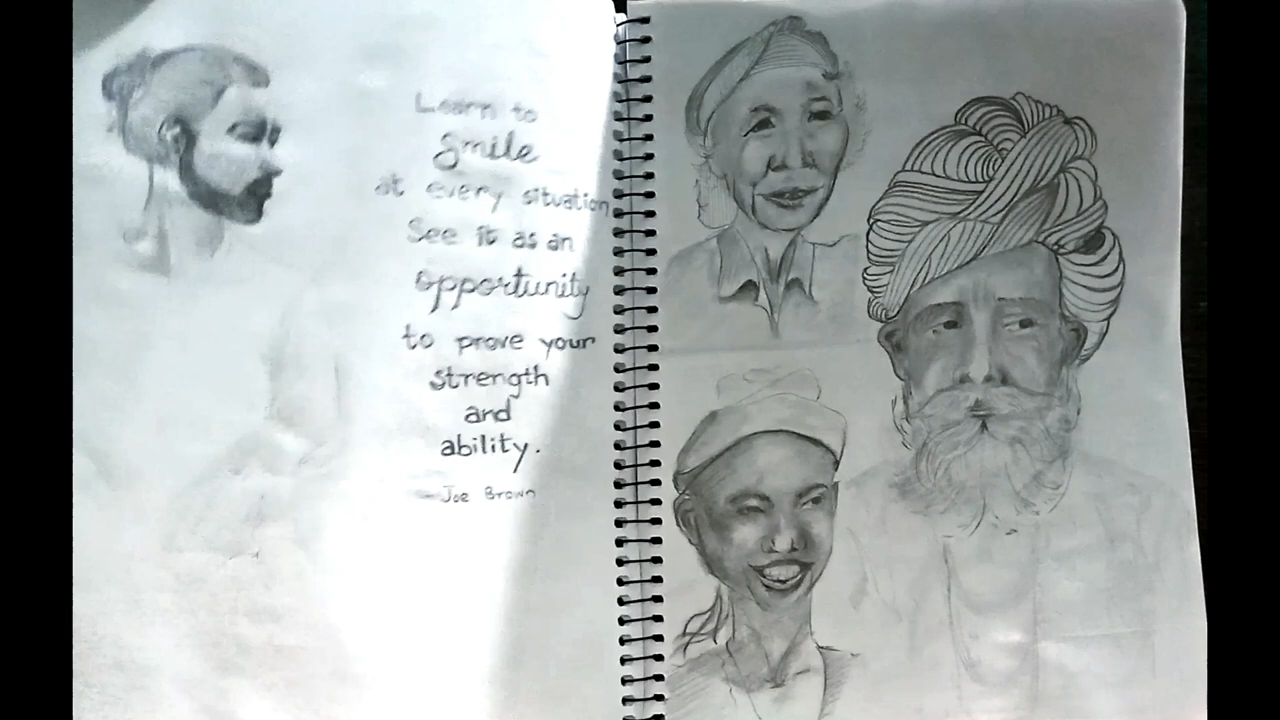 Learn to
Smile
at every situation
See it as an
opportunity
to prove your
strength
and
ability.
- Joe Brown